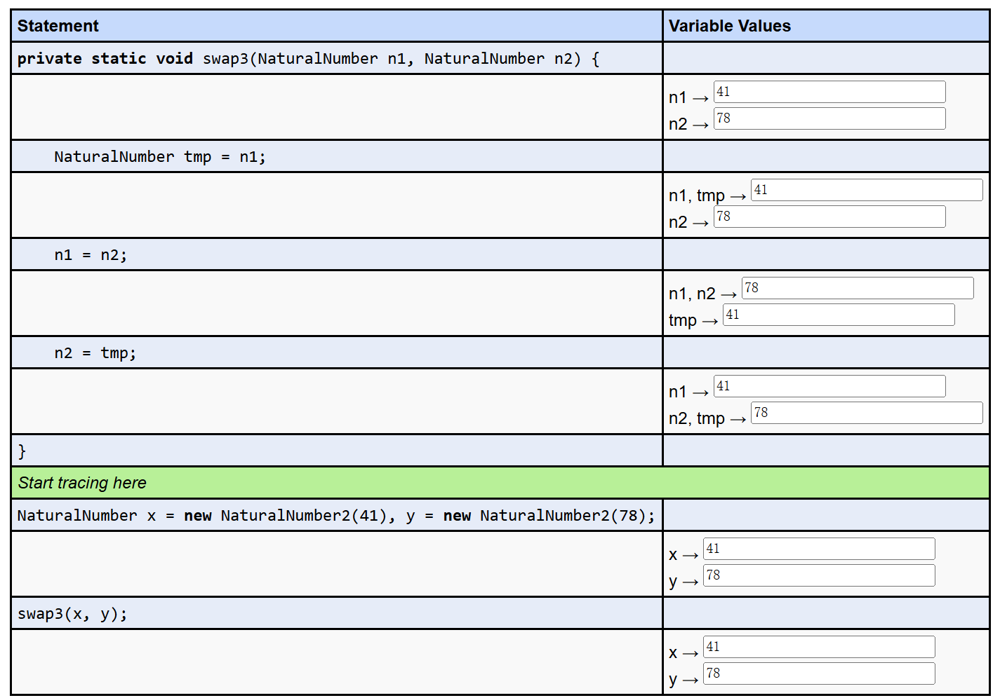 Statement Variable Values
private static void swap3(NaturalNumber n1, NaturalNumber n2) {
n1 → 41
n2 → 78
NaturalNumber tmp = n1;
n1, tmp → 41
n2 → 78
n1 = n2;
n1, n2 → 78
tmp → 41
n2 = tmp;
n1 → 41
n2, tmp → 78
}
Start tracing here
NaturalNumber x = new NaturalNumber2(41), y = new NaturalNumber2(78);
x → 41
y → 78
swap3(x, y);
x → 41
y → 78